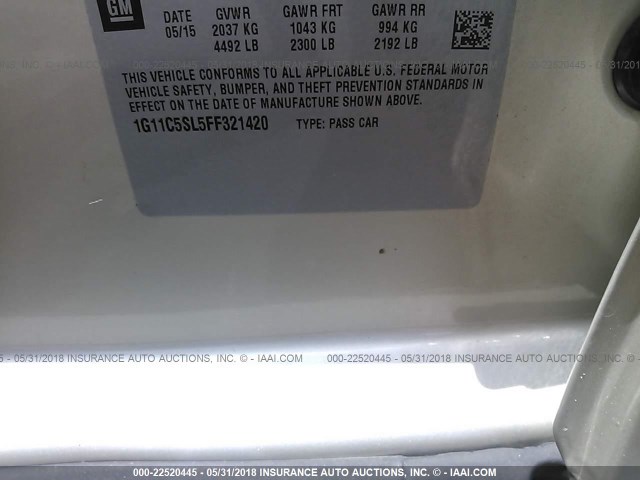 GM
DATE GVWR GAWR FRT GAWR RR
05/15 2037 KG 1043 KG 994 KG
4492 LB 2300 LB 2192 LB
THIS VEHICLE CONFORMS TO ALL APPLICABLE U.S. FEDERAL MOTOR
VEHICLE SAFETY, BUMPER, AND THEFT PREVENTION STANDARDS IN
EFFECT ON THE DATE OF MANUFACTURE SHOWN ABOVE.
1G11C5SL5FF321420 TYPE: PASS CAR
- 05/31/2018 INSURANCE AUTO AUCTIONS, INC. © - IAAI.COM
000-22520445 - 05/31/2018 INSURANCE AUTO AUCTIONS, INC. ©
000-22520445 - 05/31/2018 INSURANCE AUTO AUCTIONS, INC. © - IAAI.COM